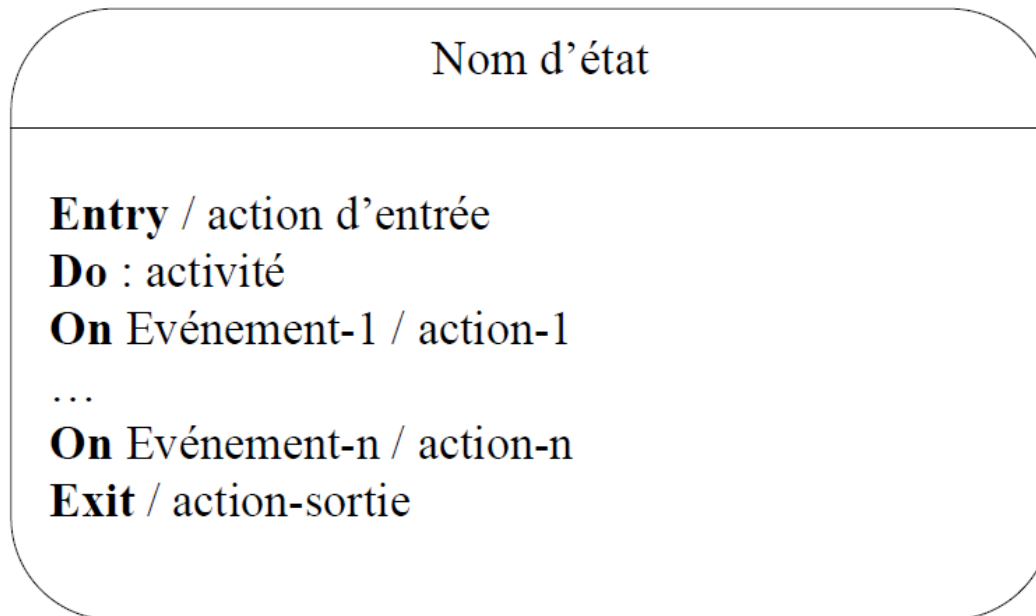 Nom d’état
Entry / action d’entrée
Do : activité
On Evénement-1 / action-1
…
On Evénement-n / action-n
Exit / action-sortie